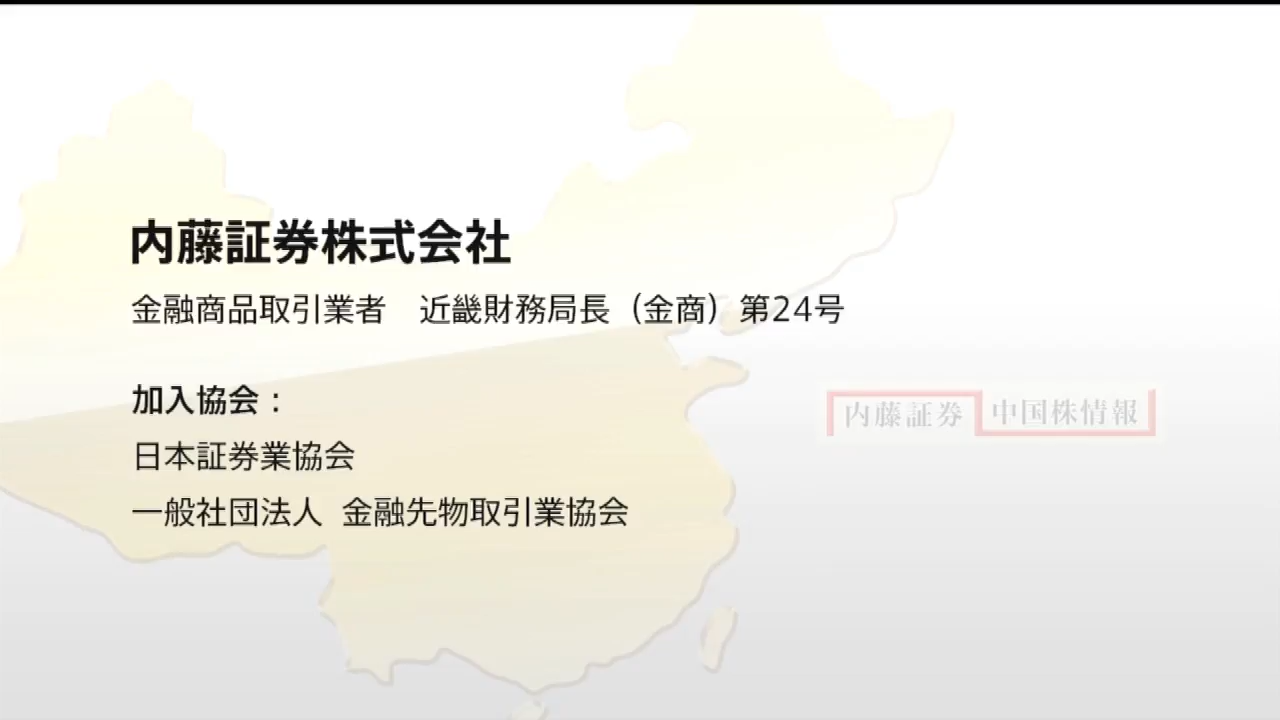 内藤証券株式会社
金融商品取引業者　近畿財務局長（金商）第24号
加入協会：
日本証券業協会
一般社団法人 金融先物取引業協会
内藤証券 中国株情報